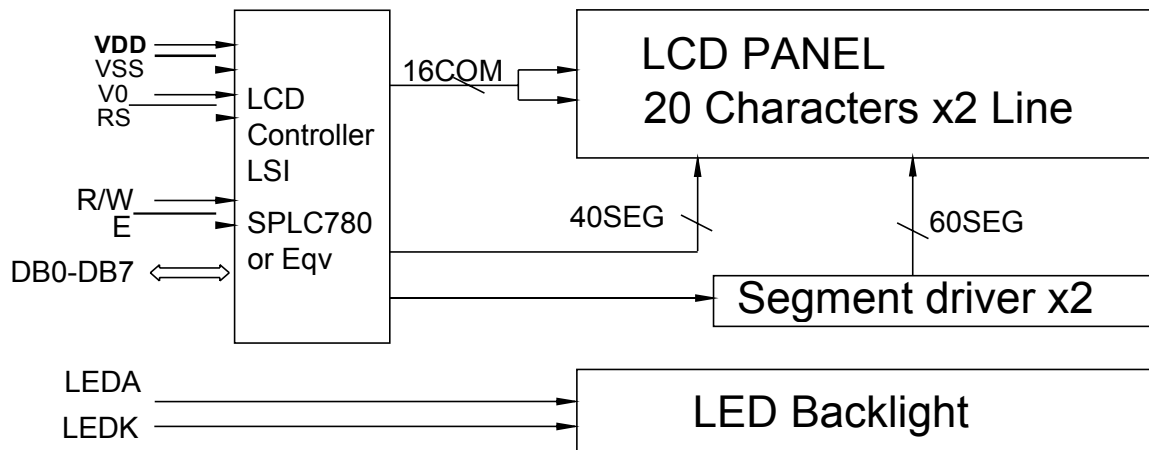 VDD
VSS
V0
RS
R/W
E
DB0-DB7
LCD
Controller
LSI
SPLC780
or Eqv
16COM
LCD PANEL
20 Characters x2 Line
40SEG
60SEG
Segment driver x2
LEDA
LEDK
LED Backlight